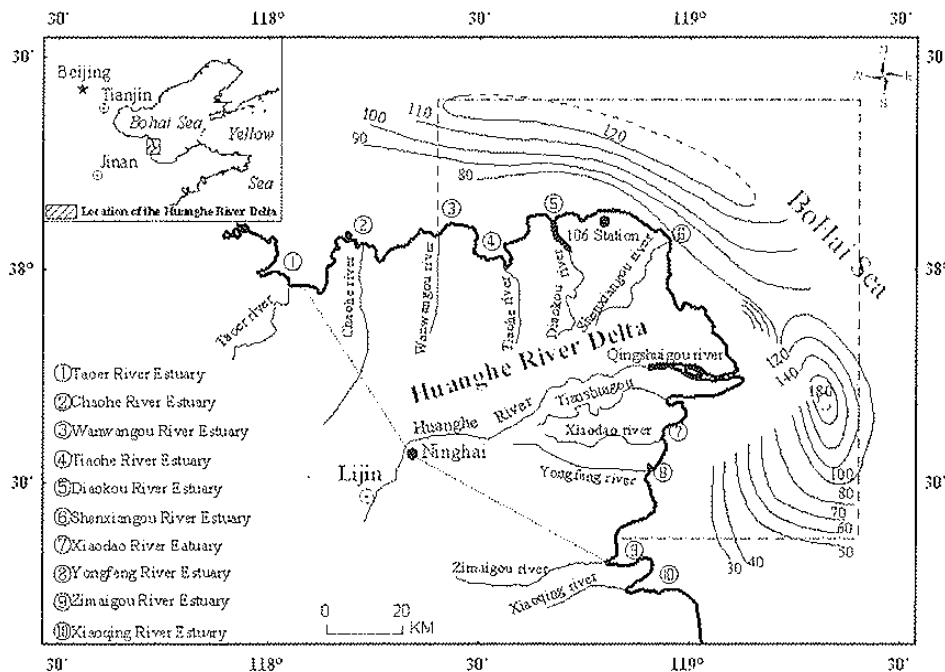 30′ 118° 30′ 119° 30′
30′ 30′
Beijing
Tianjin
Bohai Sea
Yellow
Jinan
Sea
Location of the Huanghe River Delta
N
S
110
100
90
80
120
BoHai Sea
③ ⑤
② ④ 106 Station ⑥
38° 38°
①
Taoer river
Chaohe river
Wanwangou river
Tiaohe river
Diaokou river
Shenxiangou river
Huanghe River Delta
Qingshuigou river
120
140
180
①Taoer River Estuary
②Chaohe River Estuary
③Wanwangou River Estuary
④Tiaohe River Estuary
⑤Diaokou River Estuary
⑥Shenxiangou River Estuary
⑦Xiaodao River Eatuary
⑧Yongfeng River Estuary
⑨Zimaigou River Estuary
⑩Xiaoqing River Estuary
Huanghe River
Xiaodao river ⑦
Ninghai
Yongfeng river ⑧
Lijin
30′ 30′
100
80
70
60
50
30 40
⑨
Zimaigou river ⑩
Xiaoqing river
0 20
KM
30′ 118° 30′ 119° 30′